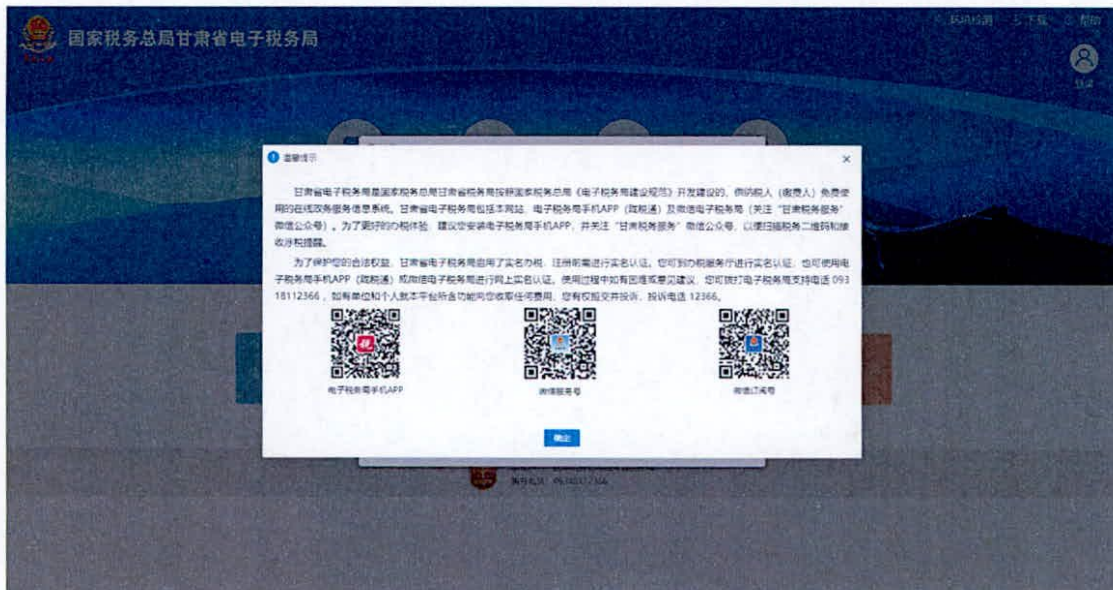 国家税务总局甘肃省电子税务局
环境检测 下载 帮助
登录
温馨提示
甘肃省电子税务局是国家税务总局甘肃省税务局按照国家税务总局《电子税务局建设规范》开发建设的，供纳税人（缴费人）免费使
用的在线政务服务信息系统。甘肃省电子税务局包括本网站、电子税务局手机APP（陇税通）及微信电子税务局（关注“甘肃税务服务”
微信公众号）。为了更好的办税体验，建议您安装电子税务局手机APP，并关注“甘肃税务服务”微信公众号，以便扫描税务二维码和接
收涉税提醒。
为了保护您的合法权益，甘肃省电子税务局启用了实名办税，注册前需进行实名认证。您可到办税服务厅进行实名认证，也可使用电
子税务局手机APP（陇税通）或微信电子税务局进行网上实名认证。使用过程中如有困难或意见建议，您可拨打电子税务局支持电话 093
18112366 ，如有单位和个人就本平台所含功能向您收取任何费用，您有权拒交并投诉，投诉电话 12366。
电子税务局手机APP
微信服务号
微信订阅号
确定